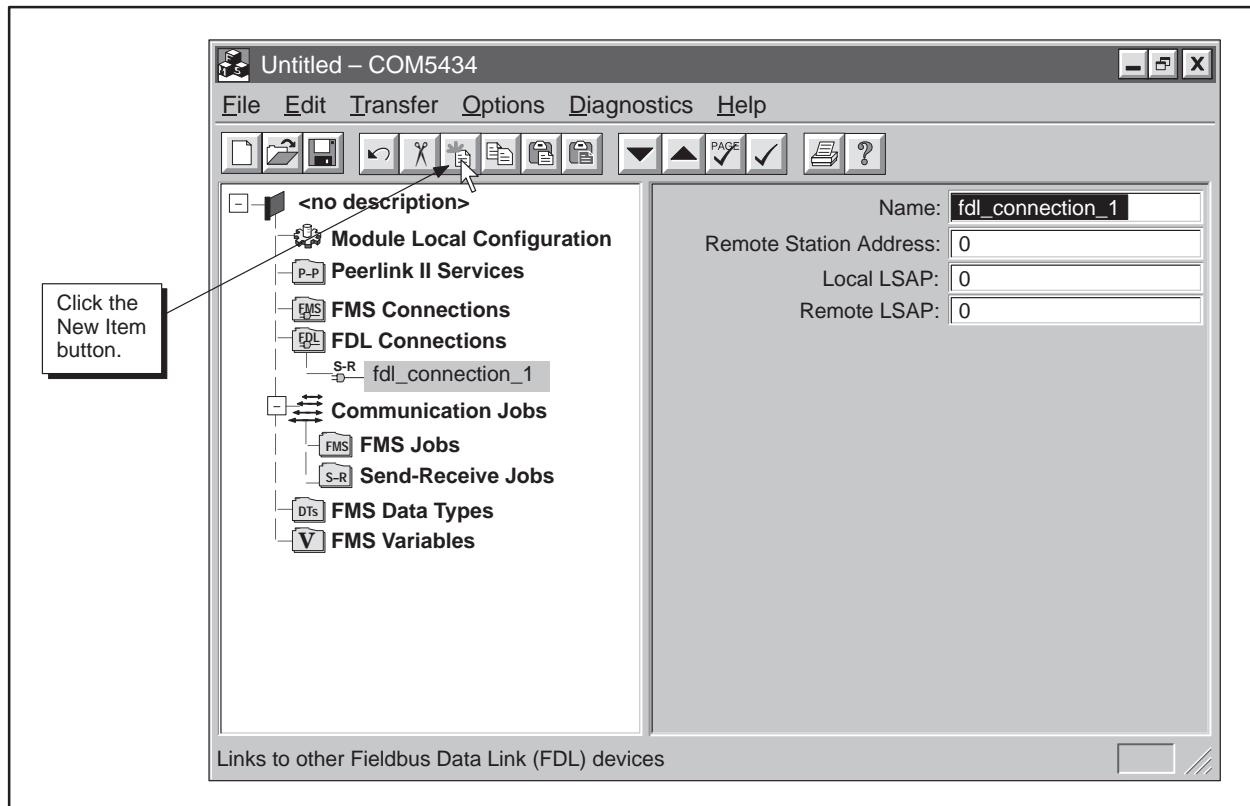 Untitled – COM5434
X
File Edit Transfer Options Diagnostics Help
PAGE
?
<no description>
Module Local Configuration
P–P Peerlink II Services
FMS FMS Connections
FDL FDL Connections
S–R fdl_connection_1
Communication Jobs
FMS FMS Jobs
S–R Send-Receive Jobs
DTs FMS Data Types
V FMS Variables
Click the
New Item
button.
Name: fdl_connection_1
Remote Station Address: 0
Local LSAP: 0
Remote LSAP: 0
Links to other Fieldbus Data Link (FDL) devices